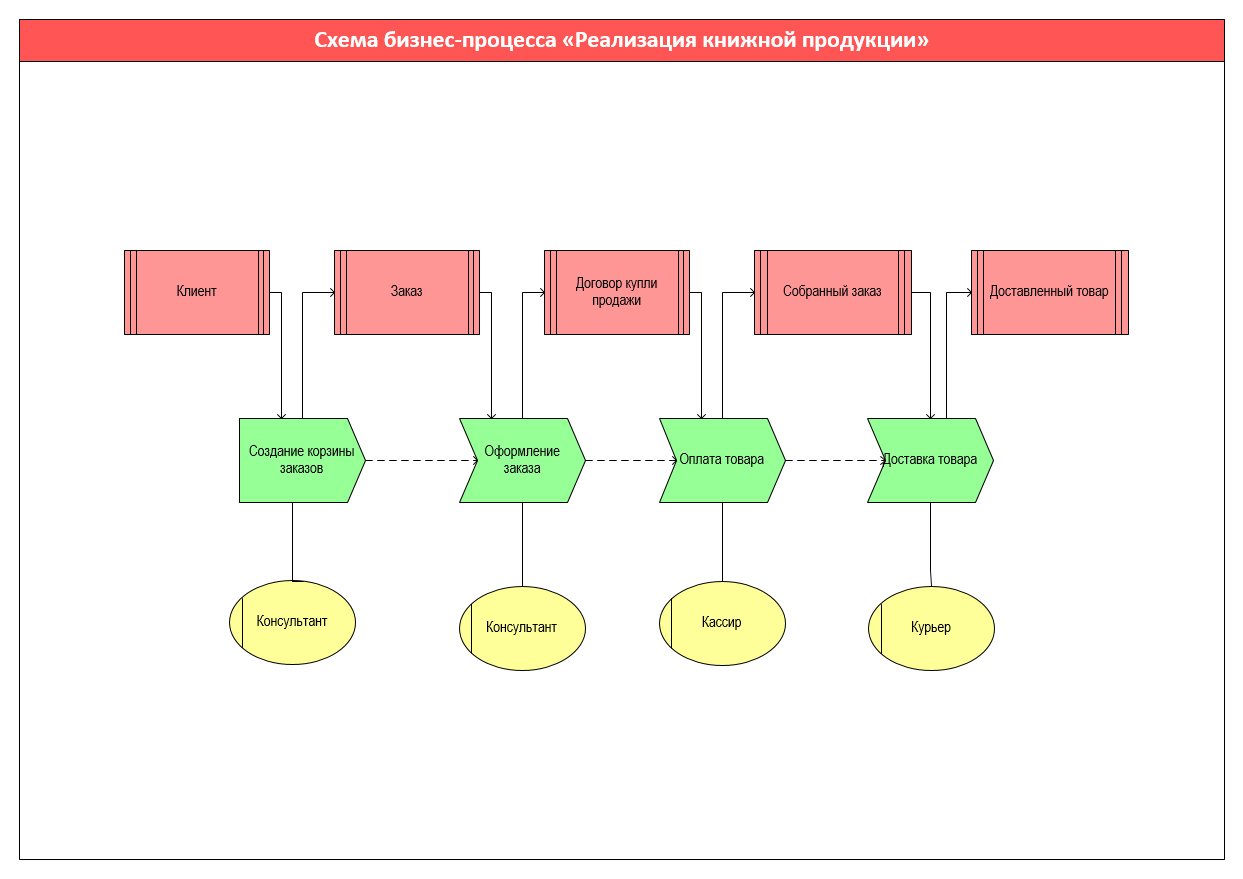 Схема бизнес-процесса «Реализация книжной продукции»
Клиент
Заказ
Договор купли
продажи
Собранный заказ
Доставленный товар
Создание корзины
заказов
Оформление
заказа
Оплата товара
Доставка товара
Консультант
Консультант
Кассир
Курьер